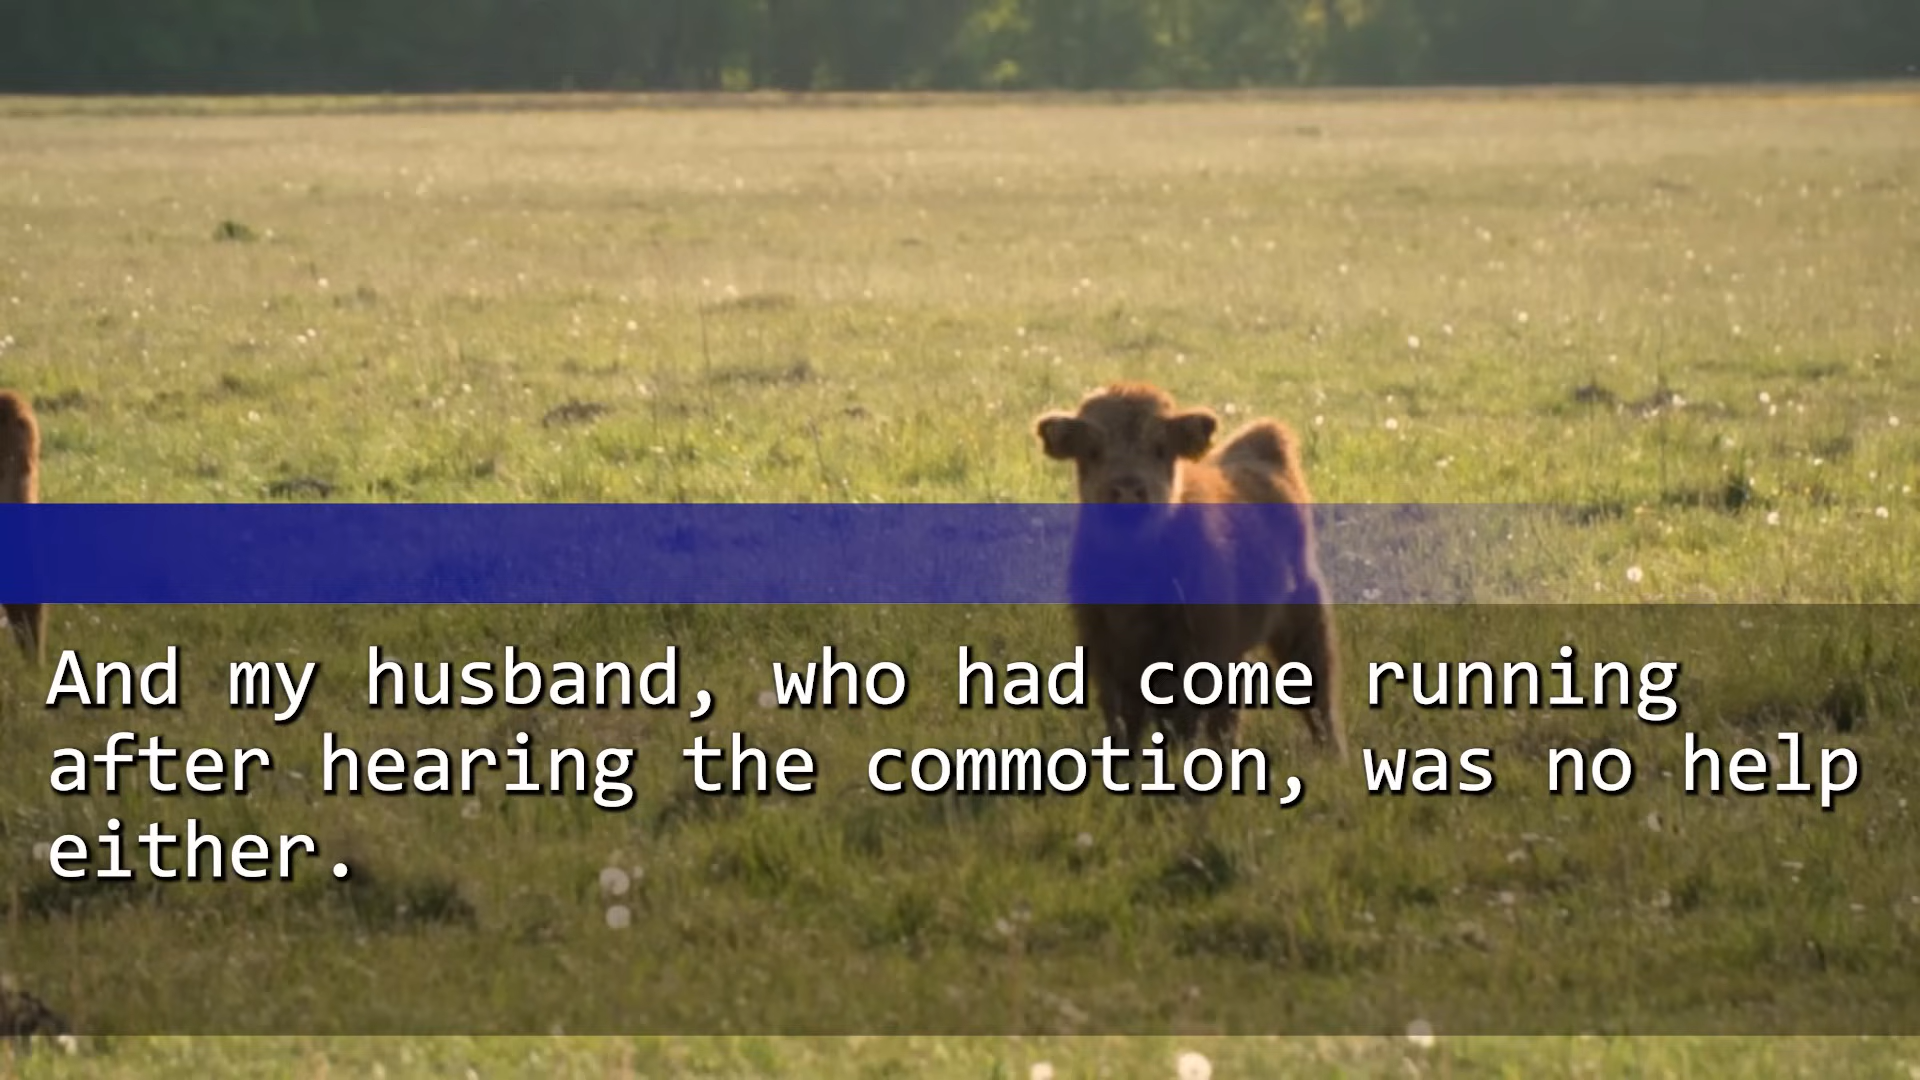 And my husband, who had come running
after hearing the commotion, was no help
either.